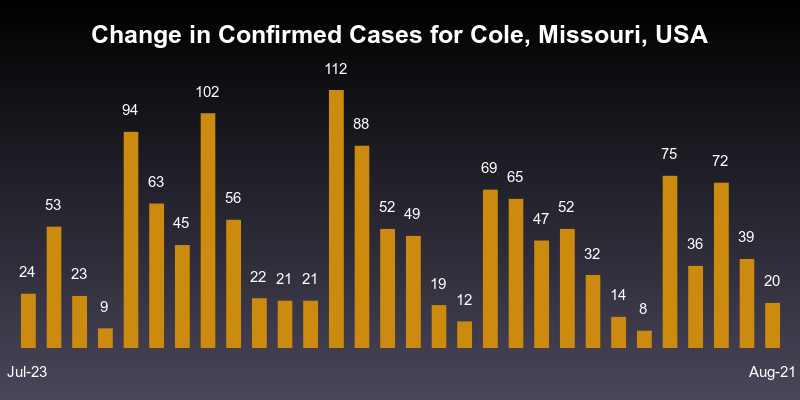 Change in Confirmed Cases for Cole, Missouri, USA
24 53 23 9 94 63 45 102 56 22 21 21 112 88 52 49 19 12 69 65 47 52 32 14 8 75 36 72 39 20
Jul-23 Aug-21